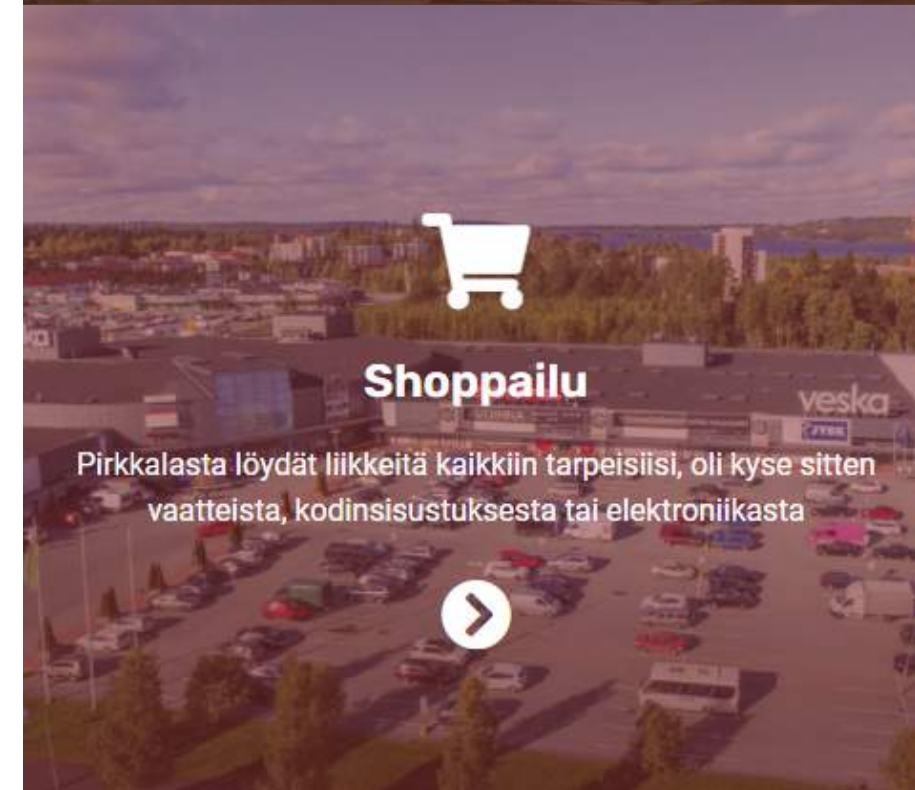 Shoppailu
veska
JYSK
Pirkkalasta löydät liikkeitä kaikkiin tarpeisiisi, oli kyse sitten
vaatteista, kodinsisustuksesta tai elektroniikasta